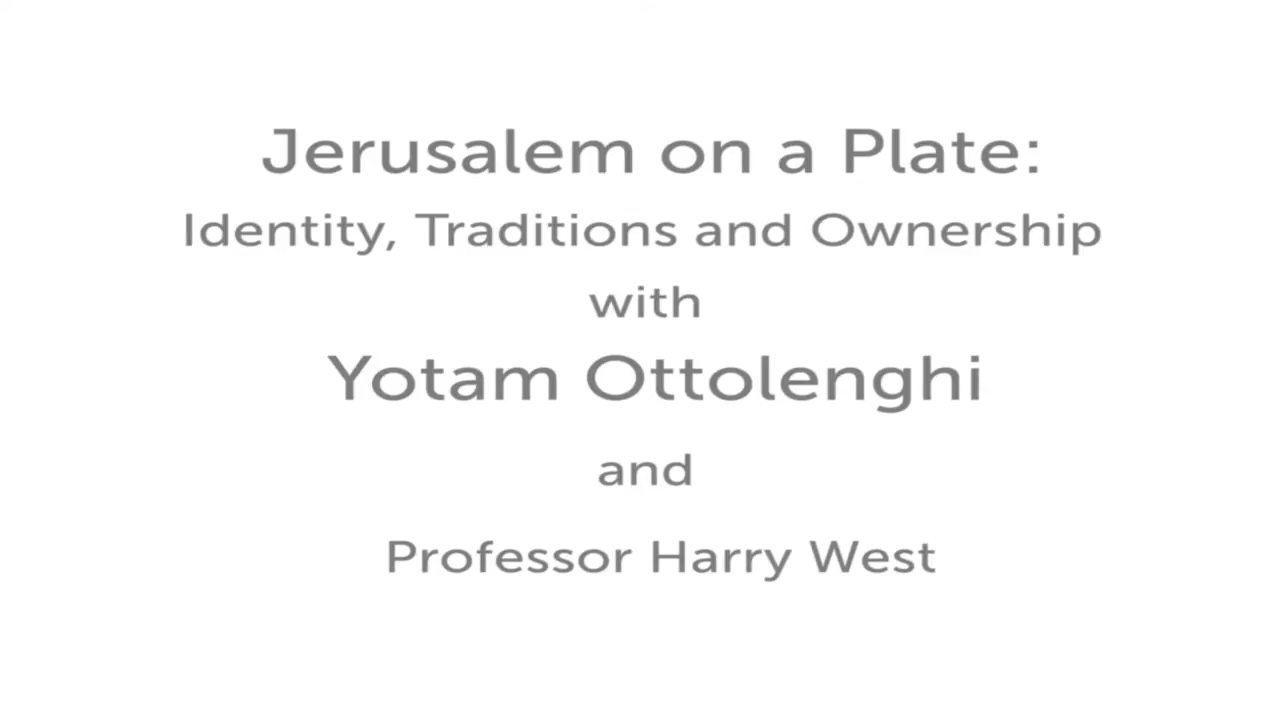 Jerusalem on a Plate:
Identity, Traditions and Ownership
with
Yotam Ottolenghi
and
Professor Harry West